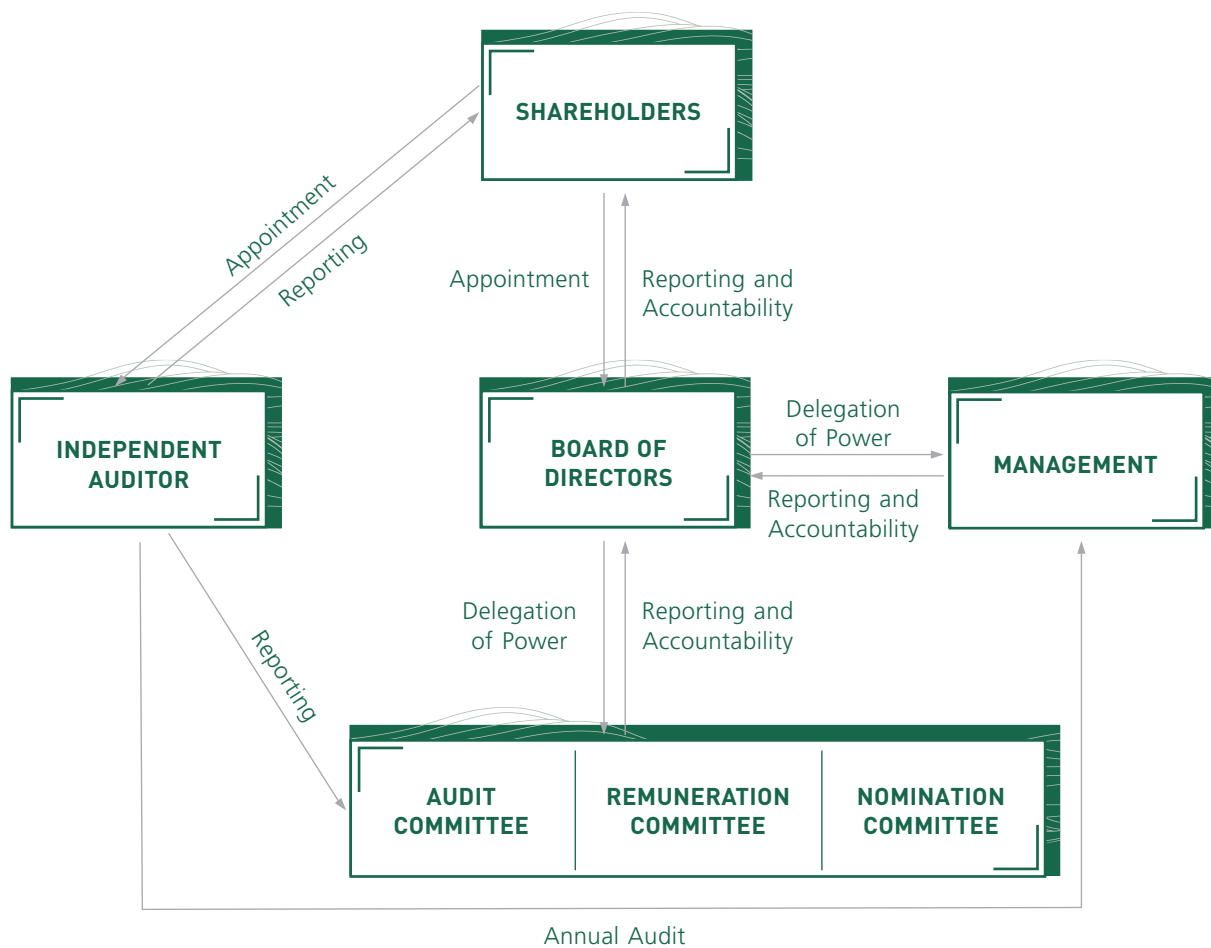 SHAREHOLDERS
Appointment
Reporting
Appointment
Reporting and
Accountability
INDEPENDENT
AUDITOR
BOARD OF
DIRECTORS
Delegation
of Power
Reporting and
Accountability
MANAGEMENT
Reporting
Delegation
of Power
Reporting and
Accountability
AUDIT
COMMITTEE
REMUNERATION
COMMITTEE
NOMINATION
COMMITTEE
Annual Audit